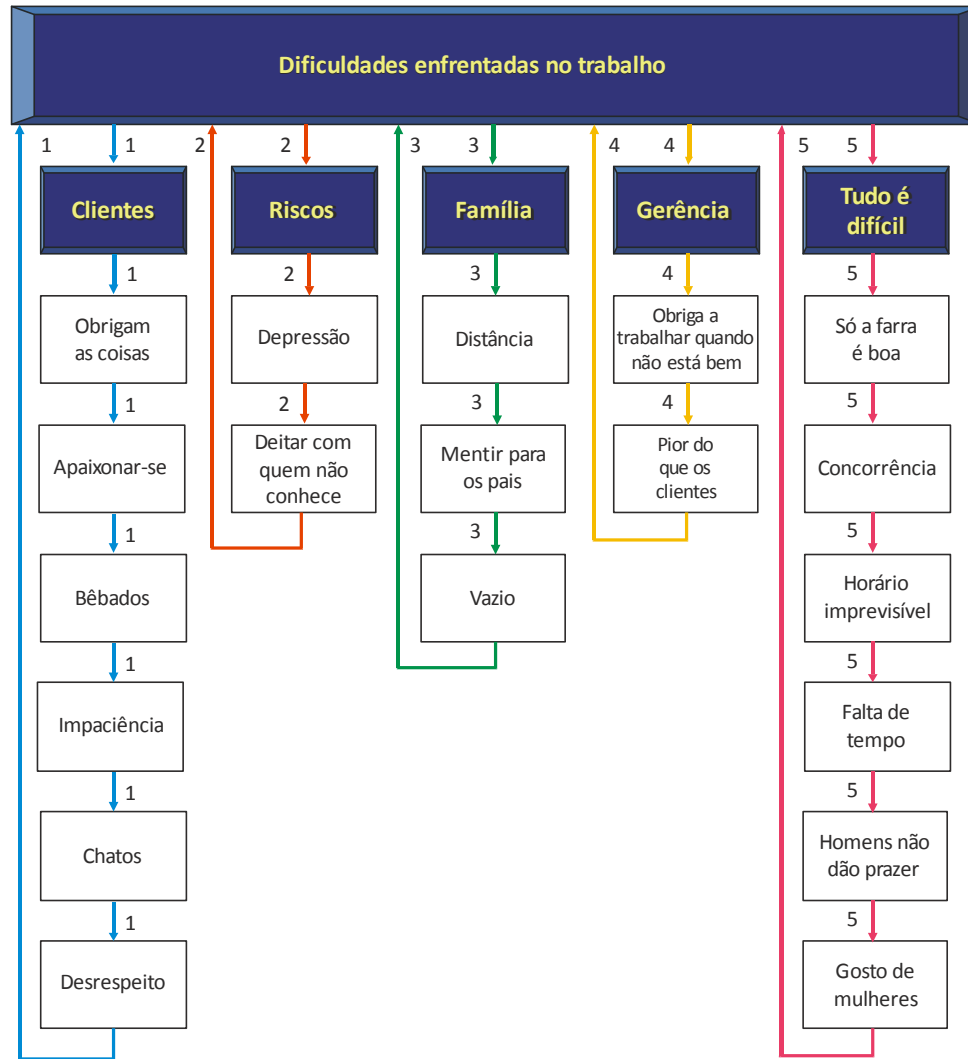 Dificuldades enfrentadas no trabalho
1 1 2 2 3 3 4 4 5 5
Clientes
1
Obrigam
as coisas
1
Apaixonar-se
1
Bêbados
1
Impaciência
1
Chatos
1
Desrespeito
Riscos
2
Depressão
2
Deitar com
quem não
conhece
Família
3
Distância
3
Mentir para
os pais
3
Vazio
Gerência
4
Obriga a
trabalhar quando
não está bem
4
Pior do
que os
clientes
Tudo é
difícil
5
Só a farra
é boa
5
Concorrência
5
Horário
imprevisível
5
Falta de
tempo
5
Homens não
dão prazer
5
Gosto de
mulheres